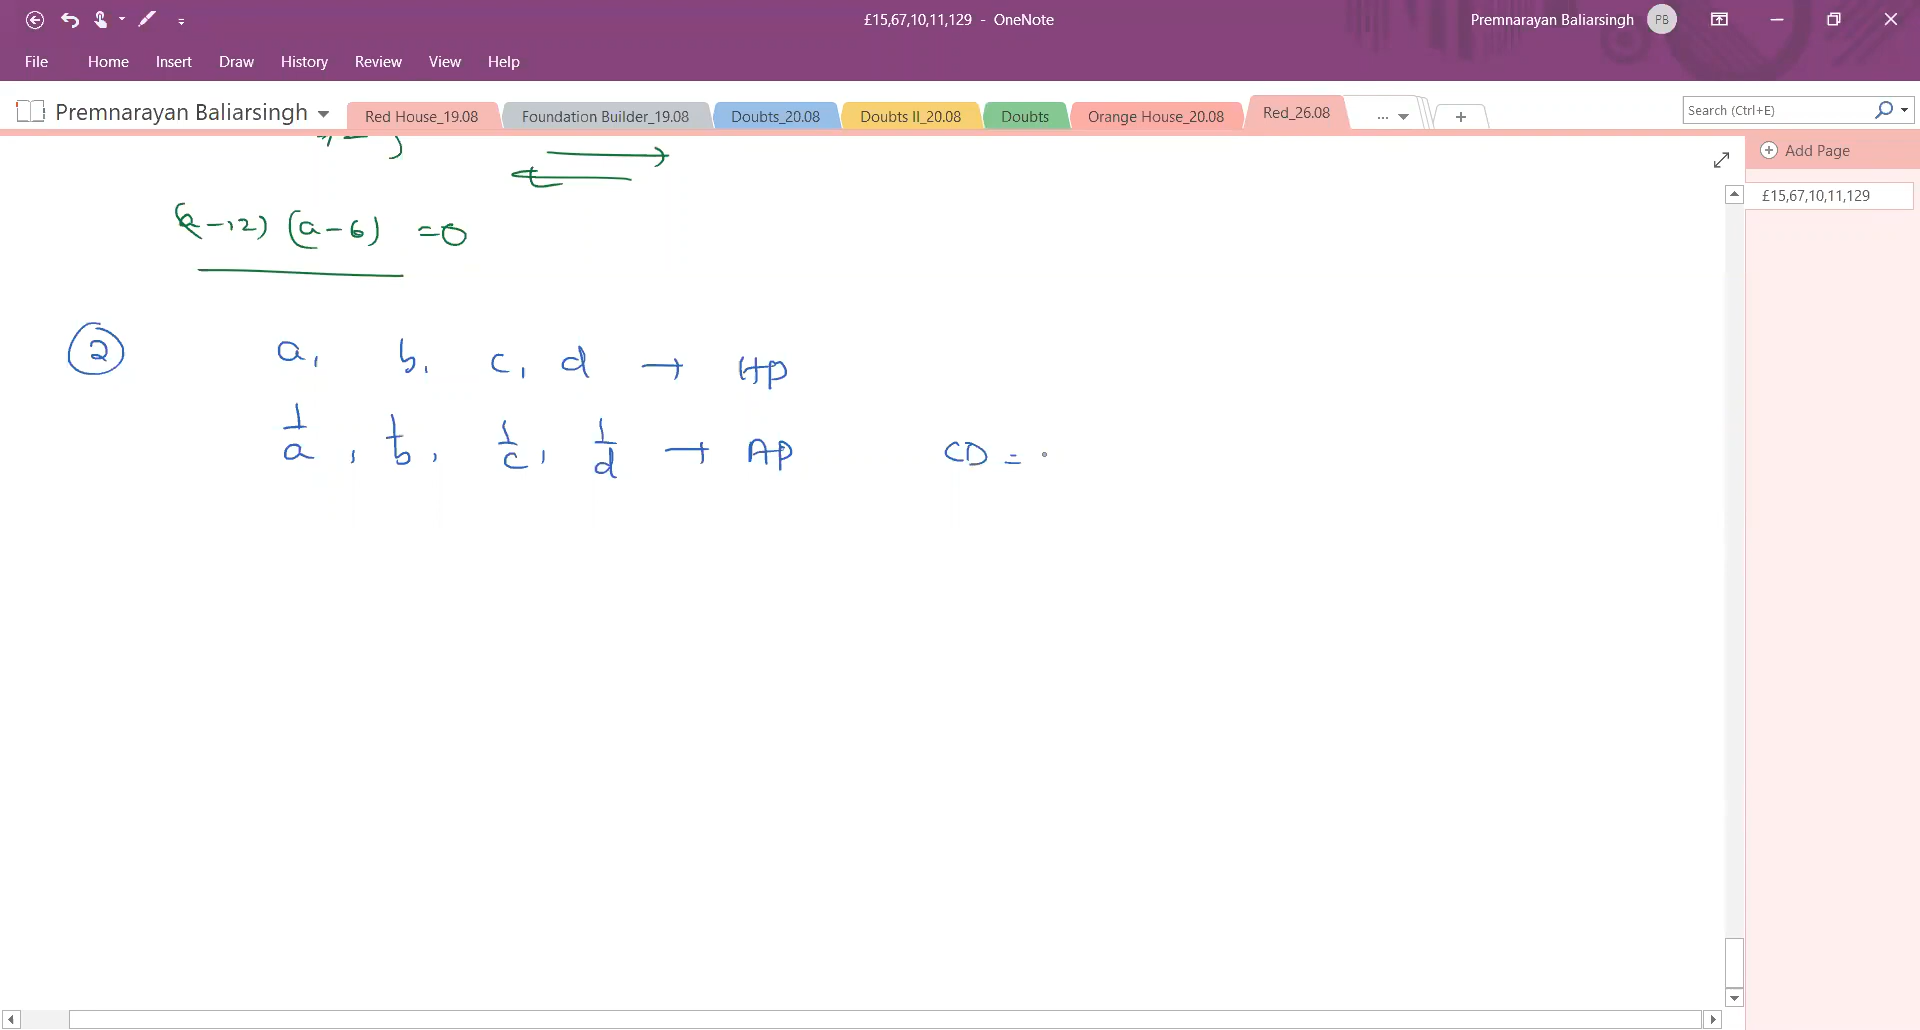 £15,67,10,11,129 - OneNote
Premnarayan Baliarsingh PB
File Home Insert Draw History Review View Help
Premnarayan Baliarsingh Red House_19.08 Foundation Builder_19.08 Doubts_20.08 Doubts II_20.08 Doubts Orange House_20.08 Red_26.08 ... + Search (Ctrl+E)
Add Page
£15,67,10,11,129
(a-12) (a-6) =0
2 a, b, c, d → HP
1/a, 1/b, 1/c, 1/d → AP CD =